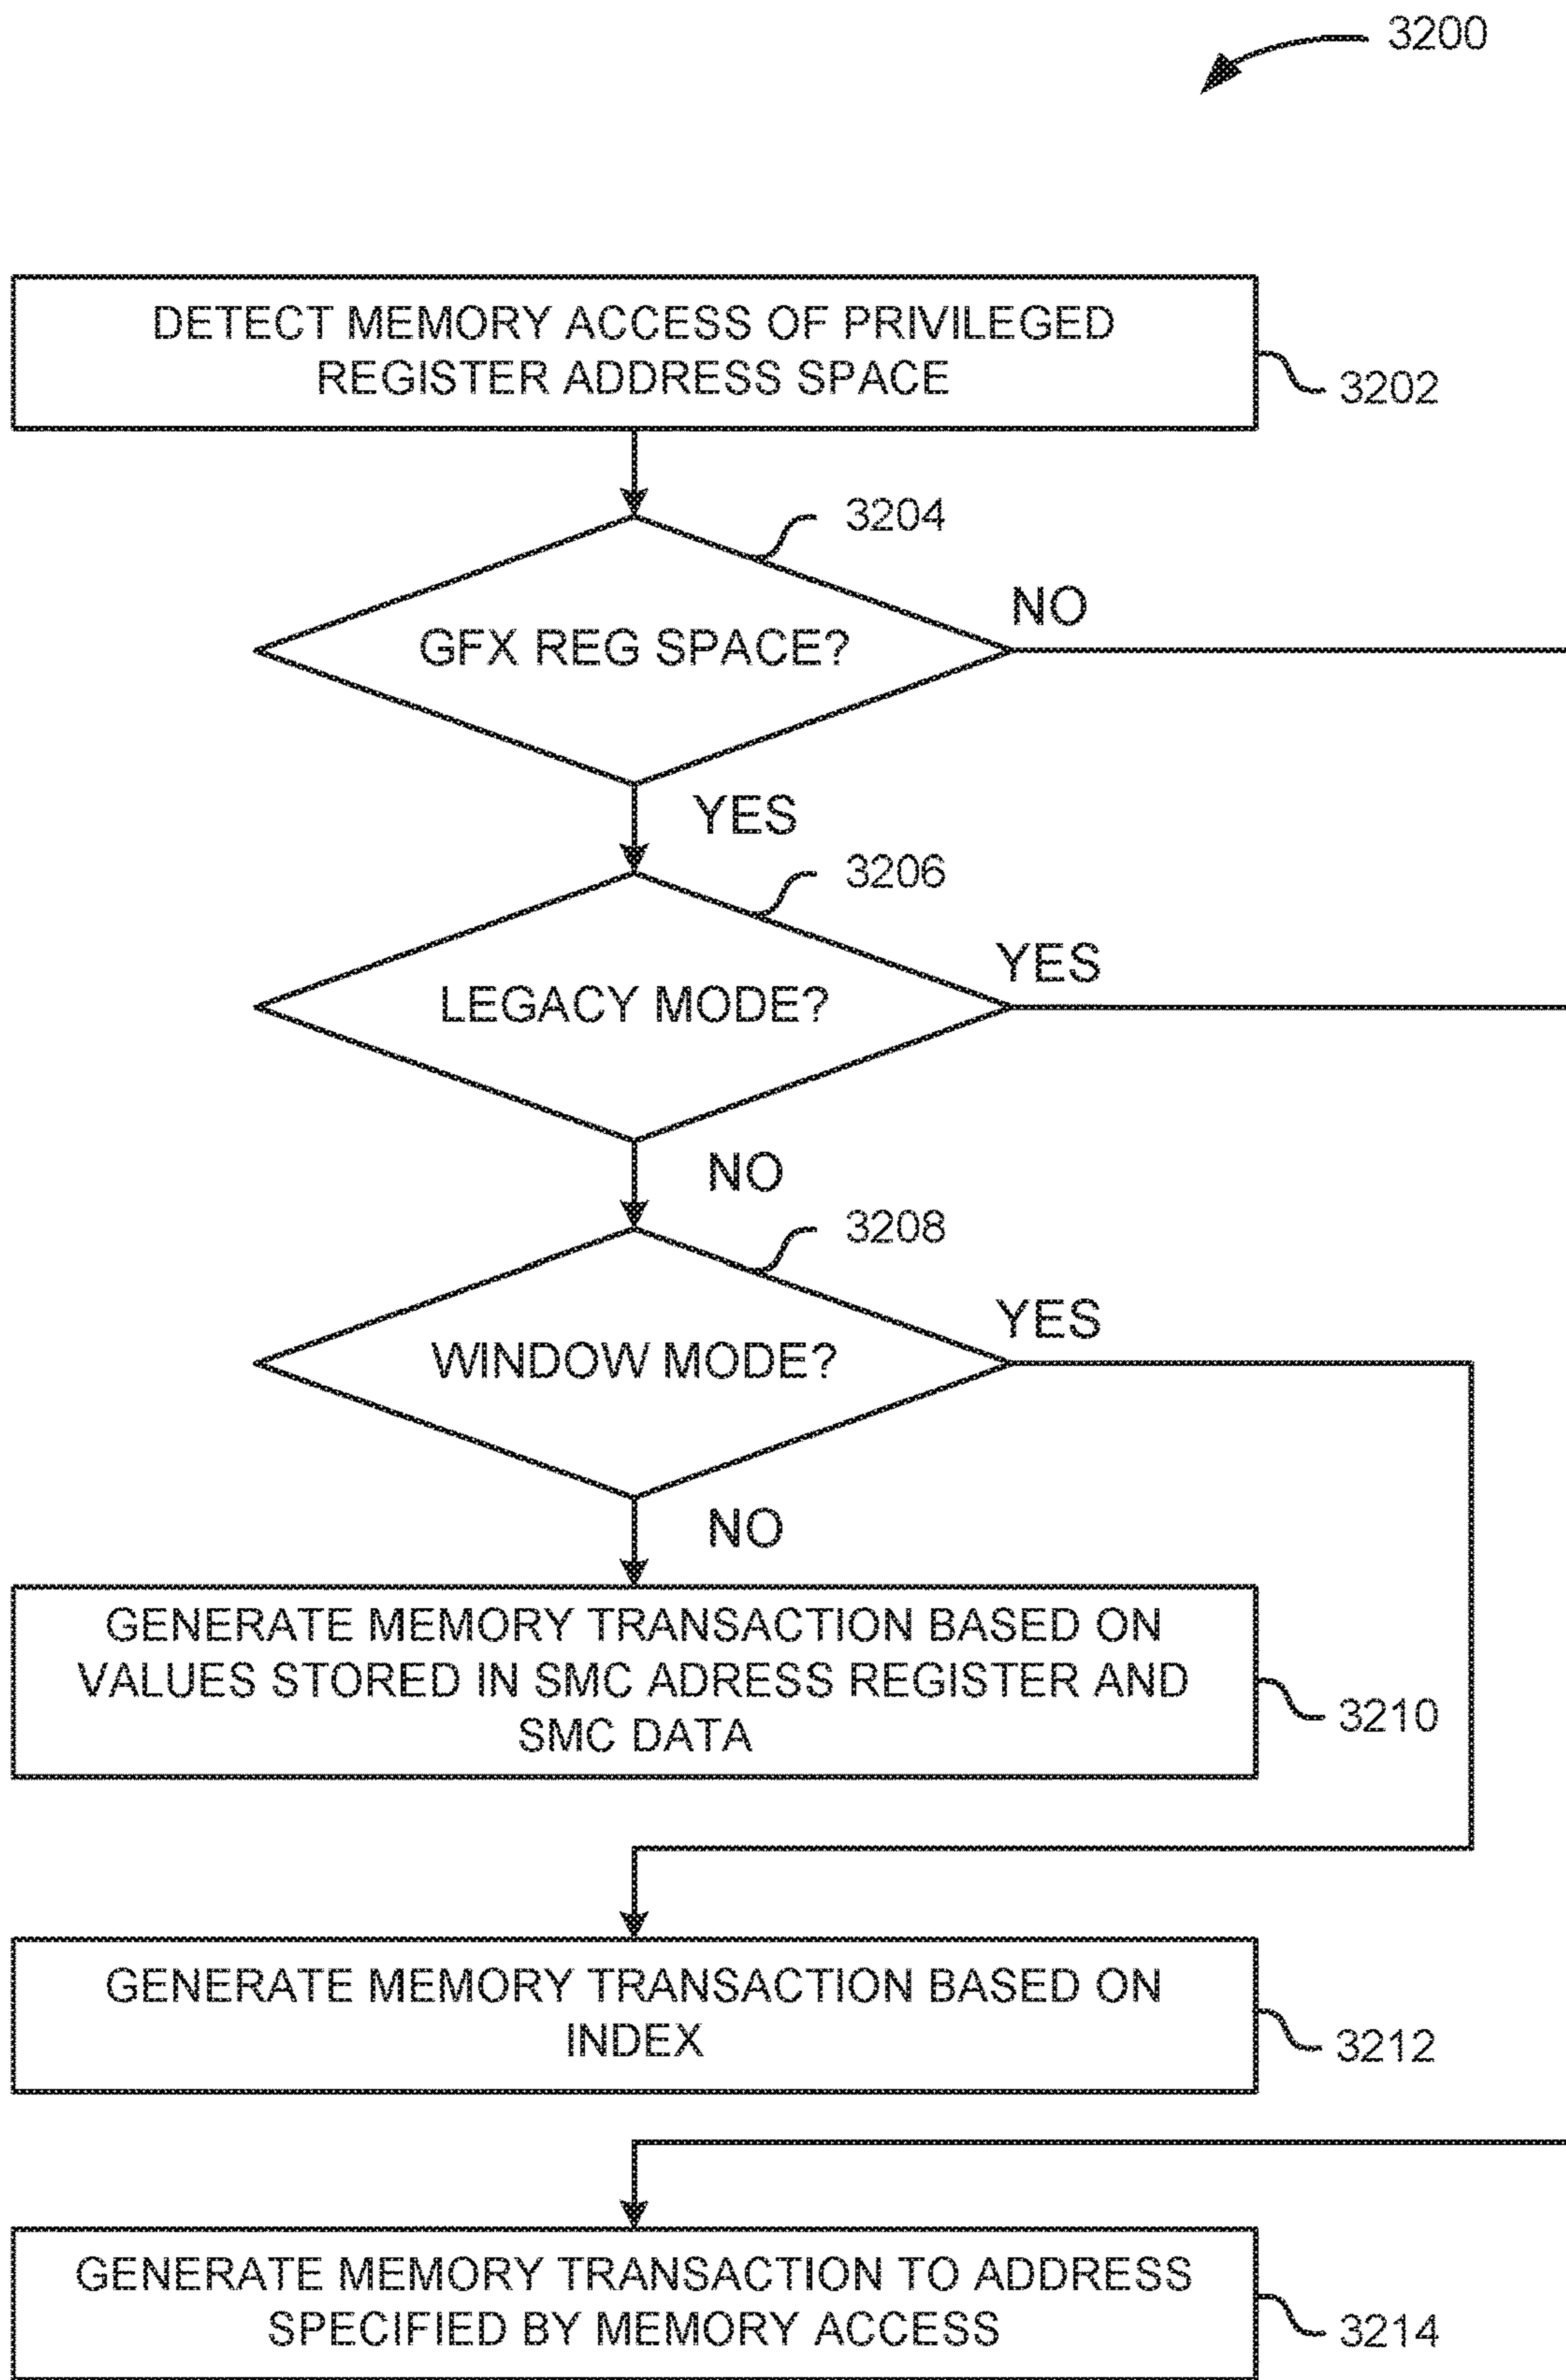 3200
DETECT MEMORY ACCESS OF PRIVILEGED
REGISTER ADDRESS SPACE
3202
3204
NO
GFX REG SPACE?
YES
3206
YES
LEGACY MODE?
NO
3208
YES
WINDOW MODE?
NO
GENERATE MEMORY TRANSACTION BASED ON
VALUES STORED IN SMC ADRESS REGISTER AND
SMC DATA
3210
GENERATE MEMORY TRANSACTION BASED ON
INDEX
3212
GENERATE MEMORY TRANSACTION TO ADDRESS
SPECIFIED BY MEMORY ACCESS
3214